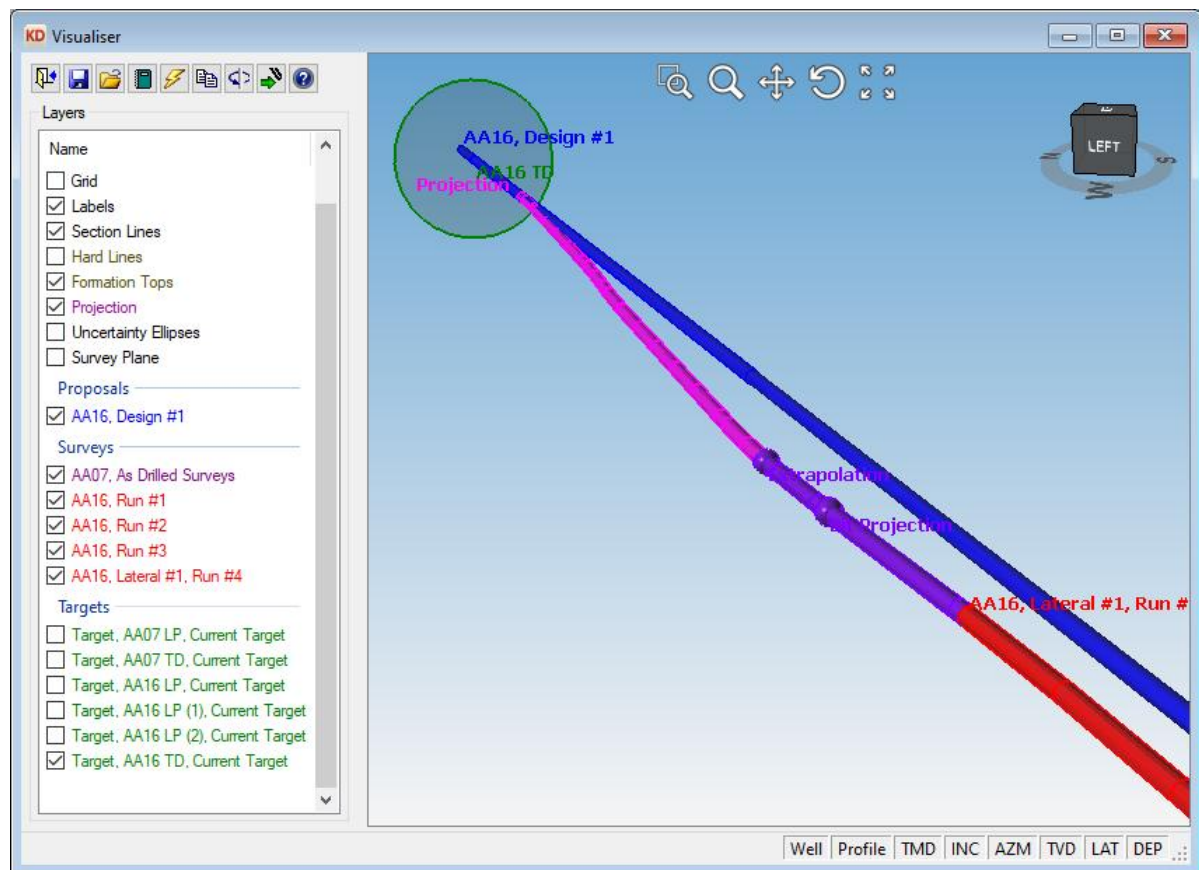 KD Visualiser
Layers
Name
Grid
Labels
Section Lines
Hard Lines
Formation Tops
Projection
Uncertainty Ellipses
Survey Plane
Proposals
AA16, Design #1
Surveys
AA07, As Drilled Surveys
AA16, Run #1
AA16, Run #2
AA16, Run #3
AA16, Lateral #1, Run #4
Targets
Target, AA07 LP, Current Target
Target, AA07 TD, Current Target
Target, AA16 LP, Current Target
Target, AA16 LP (1), Current Target
Target, AA16 LP (2), Current Target
Target, AA16 TD, Current Target
AA16, Design #1
AA16 TD
Projection
Projection
AA16, Lateral #1, Run #
LEFT
S
W
Well Profile TMD INC AZM TVD LAT DEP